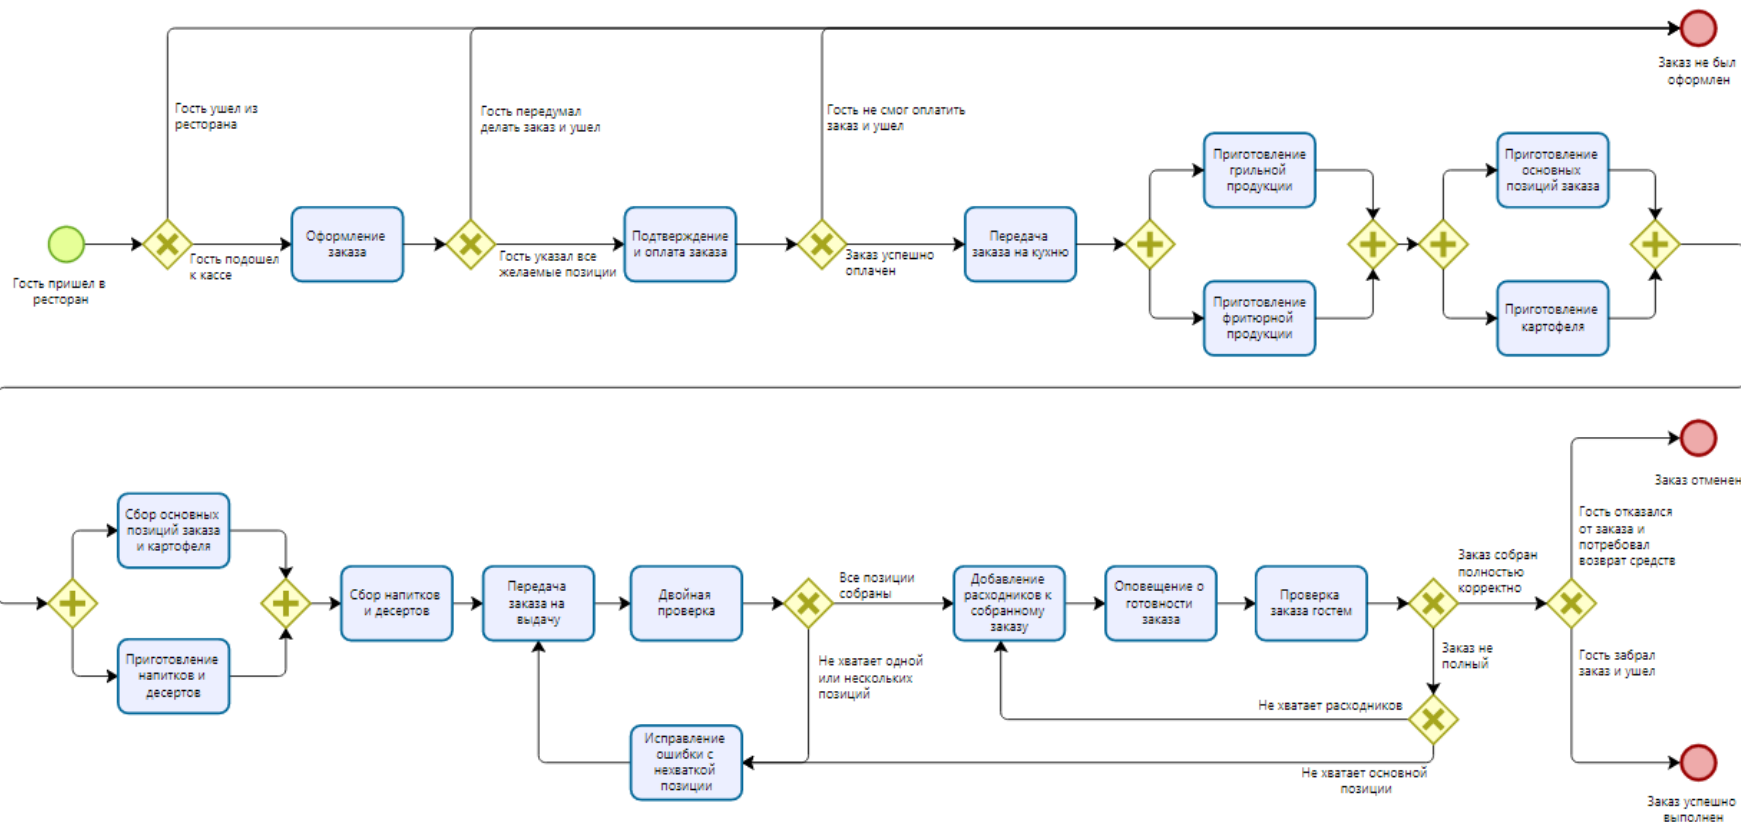 Заказ не был
оформлен
Гость ушел из
ресторана
Гость передумал
делать заказ и ушел
Гость не смог оплатить
заказ и ушел
Гость пришел в
ресторан
Гость подошел
к кассе
Оформление
заказа
Гость указал все
желаемые позиции
Подтверждение
и оплата заказа
Заказ успешно
оплачен
Передача
заказа на кухню
Приготовление
грильной
продукции
Приготовление
фритюрной
продукции
Приготовление
основных
позиций заказа
Приготовление
картофеля
Сбор основных
позиций заказа
и картофеля
Приготовление
напитков и
десертов
Сбор напитков
и десертов
Передача
заказа на
выдачу
Двойная
проверка
Все позиции
собраны
Не хватает одной
или нескольких
позиций
Исправление
ошибки с
нехваткой
позиции
Добавление
расходников к
собранному
заказу
Оповещение о
готовности
заказа
Проверка
заказа гостем
Заказ собран
полностью
корректно
Заказ не
полный
Не хватает расходников
Не хватает основной
позиции
Заказ отменен
Гость отказался
от заказа и
потребовал
возврат средств
Гость забрал
заказ и ушел
Заказ успешно
выполнен